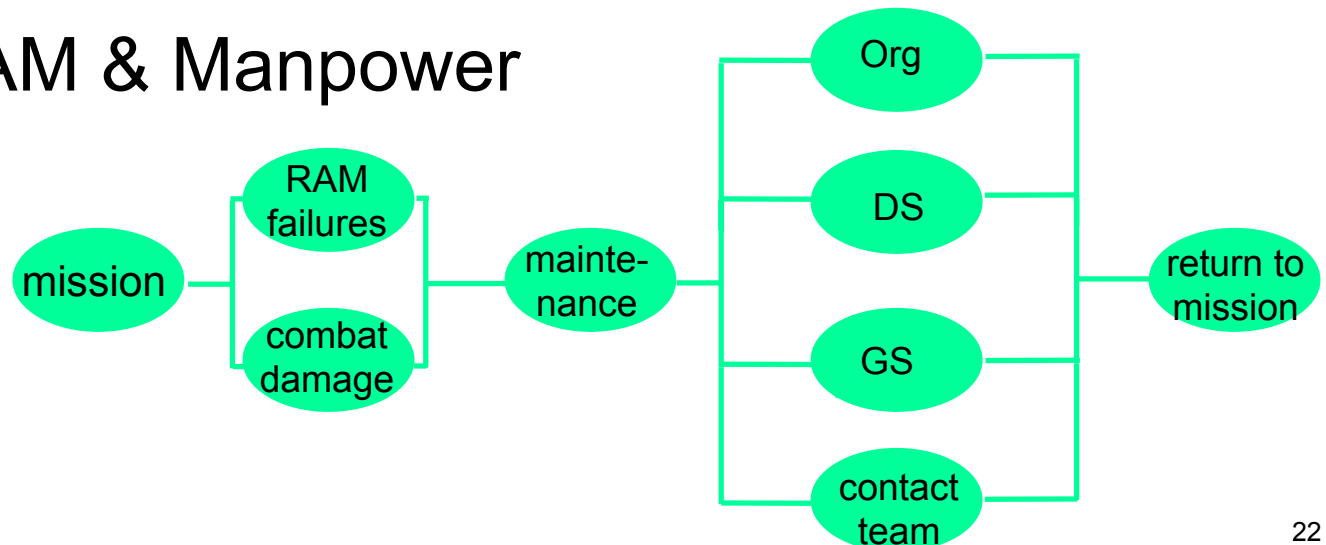 AM & Manpower
Org
RAM
failures
DS
mission
mainte-
nance
return to
mission
combat
damage
GS
contact
team
22